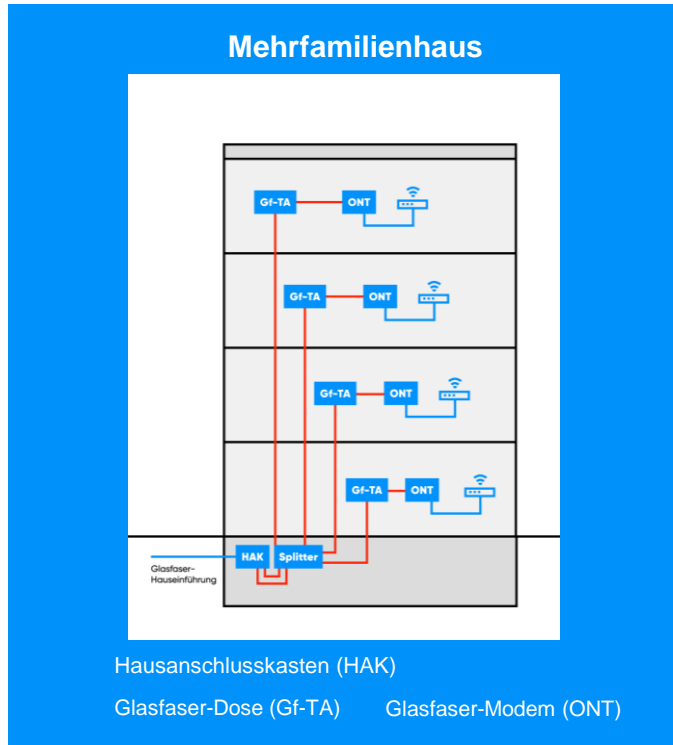 Mehrfamilienhaus
Gf-TA ONT
Gf-TA ONT
Gf-TA ONT
Gf-TA ONT
HAK Splitter
Glasfaser-
Hauseinführung
Hausanschlusskasten (HAK)
Glasfaser-Dose (Gf-TA) Glasfaser-Modem (ONT)